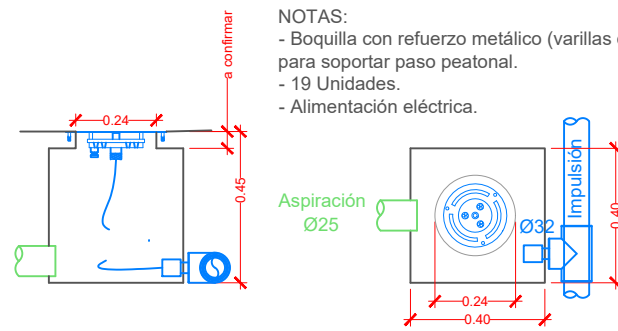 NOTAS:
- Boquilla con refuerzo metálico (varillas
para soportar paso peatonal.
- 19 Unidades.
- Alimentación eléctrica.
a confirmar
0.24
0.45
Aspiración
Ø25
Impulsión
Ø32
0.40
0.24
0.40